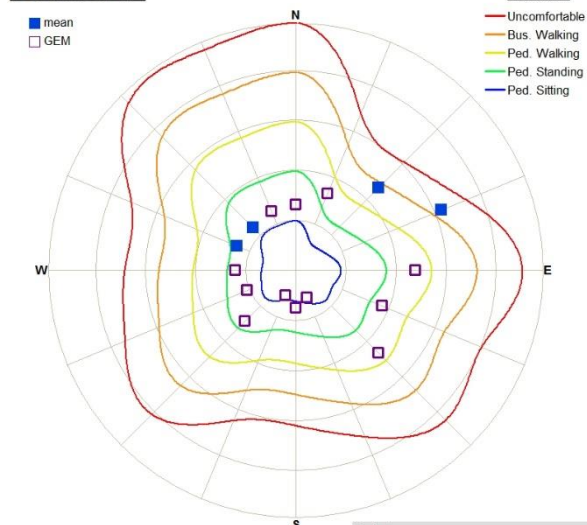 mean
GEM
N
Uncomfortable
Bus. Walking
Ped. Walking
Ped. Standing
Ped. Sitting
W
E
S